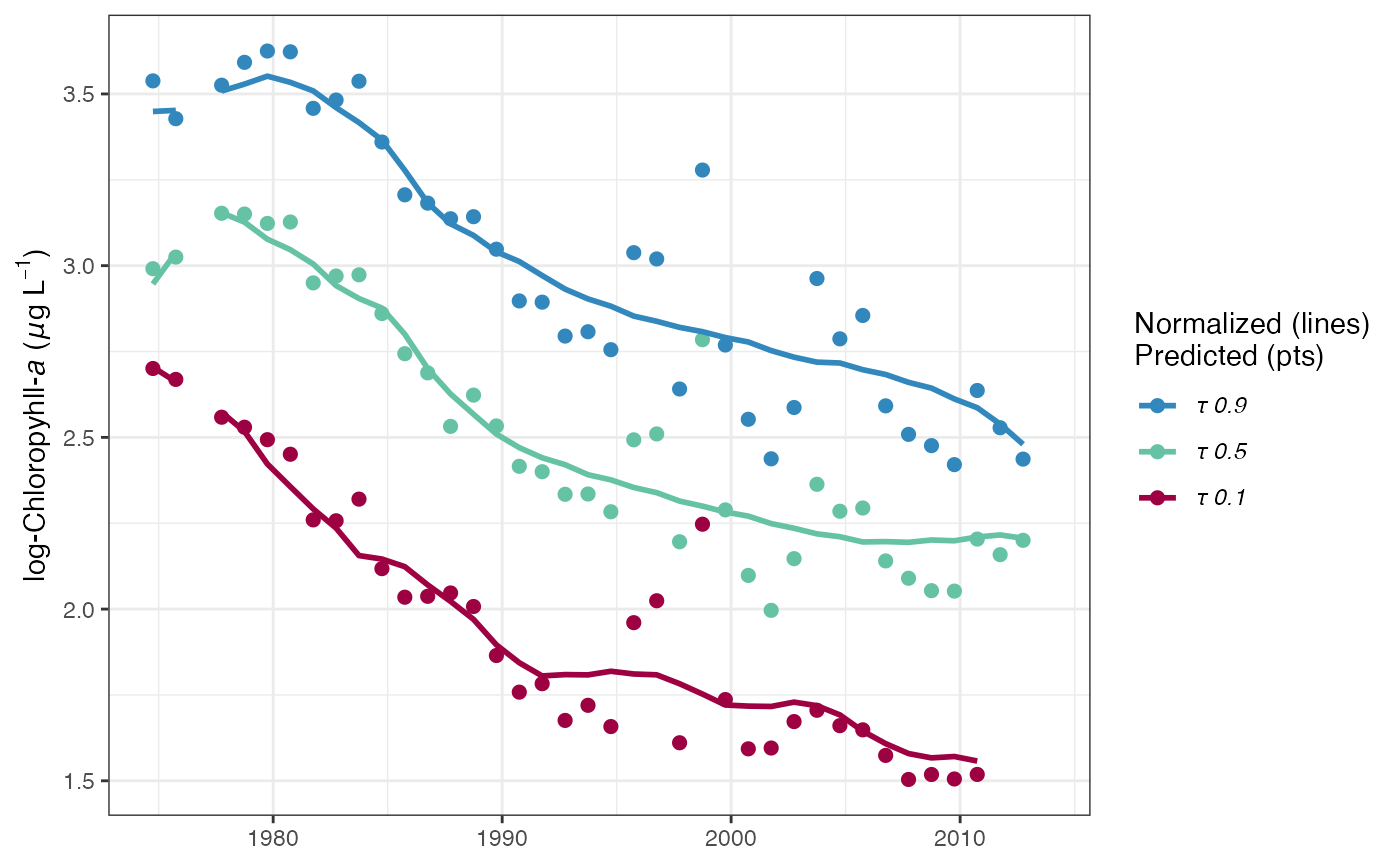 log-Chloropyhll-a (μg L⁻¹)
3.5
3.0
2.5
2.0
1.5
1980 1990 2000 2010
Normalized (lines)
Predicted (pts)
τ 0.9
τ 0.5
τ 0.1